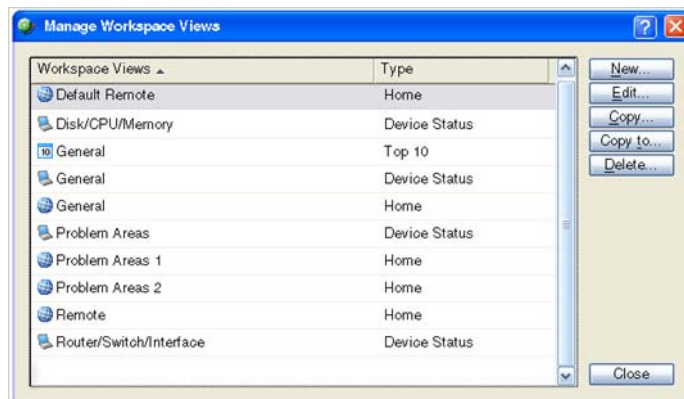 Manage Workspace Views
?
X
Workspace Views Type
Default Remote Home
Disk/CPU/Memory Device Status
10 General Top 10
General Device Status
General Home
Problem Areas Device Status
Problem Areas 1 Home
Problem Areas 2 Home
Remote Home
Router/Switch/Interface Device Status
New...
Edit...
Copy...
Copy to...
Delete...
Close